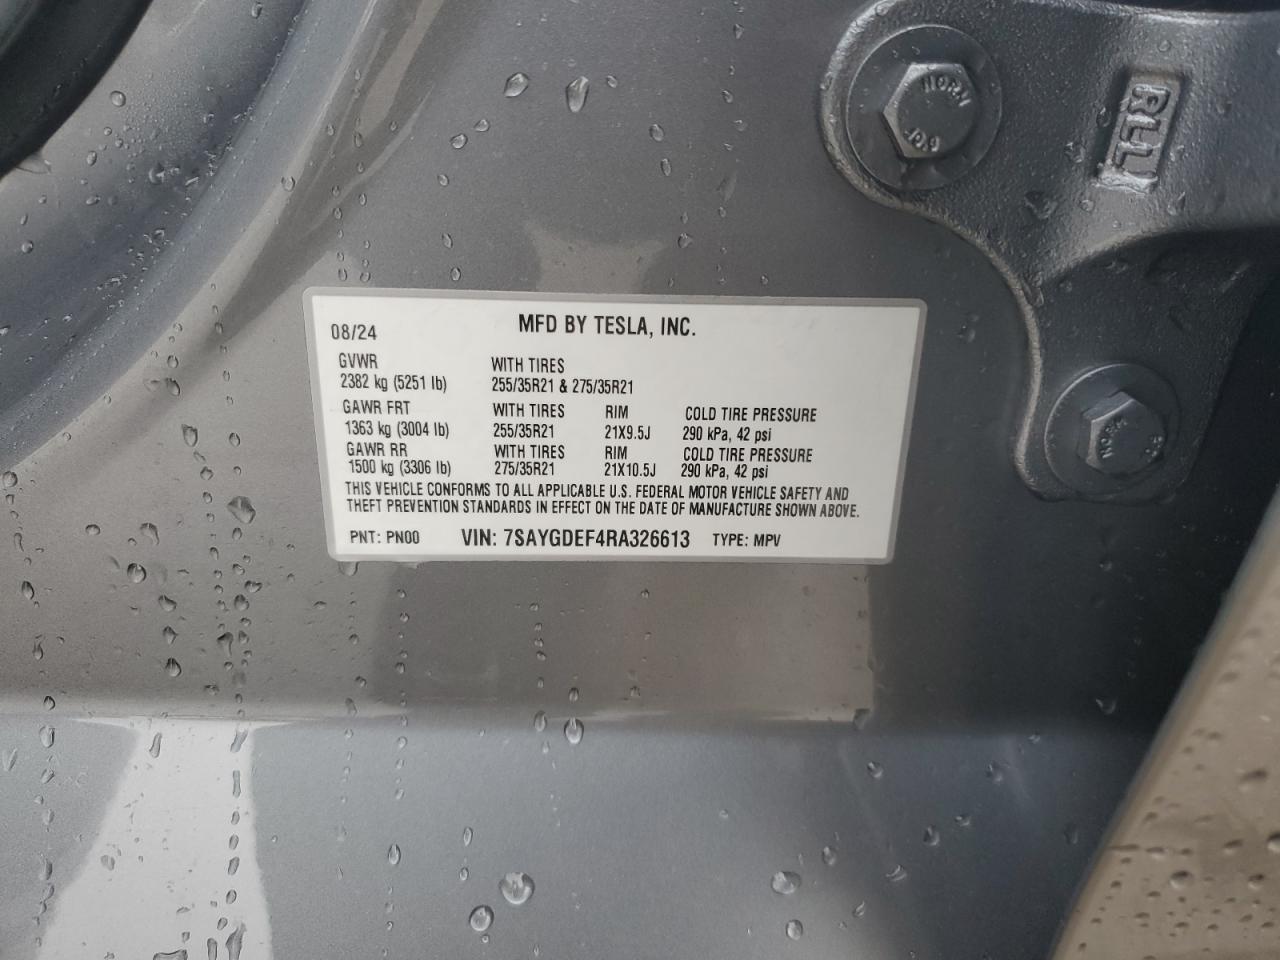 NORN
RLL
08/24 MFD BY TESLA, INC.
GVWR WITH TIRES
2382 kg (5251 lb) 255/35R21 & 275/35R21
GAWR FRT WITH TIRES RIM COLD TIRE PRESSURE
1363 kg (3004 lb) 255/35R21 21X9.5J 290 kPa, 42 psi
GAWR RR WITH TIRES RIM COLD TIRE PRESSURE
1500 kg (3306 lb) 275/35R21 21X10.5J 290 kPa, 42 psi
THIS VEHICLE CONFORMS TO ALL APPLICABLE U.S. FEDERAL MOTOR VEHICLE SAFETY AND
THEFT PREVENTION STANDARDS IN EFFECT ON THE DATE OF MANUFACTURE SHOWN ABOVE.
PNT: PN00 VIN: 7SAYGDEF4RA326613 TYPE: MPV